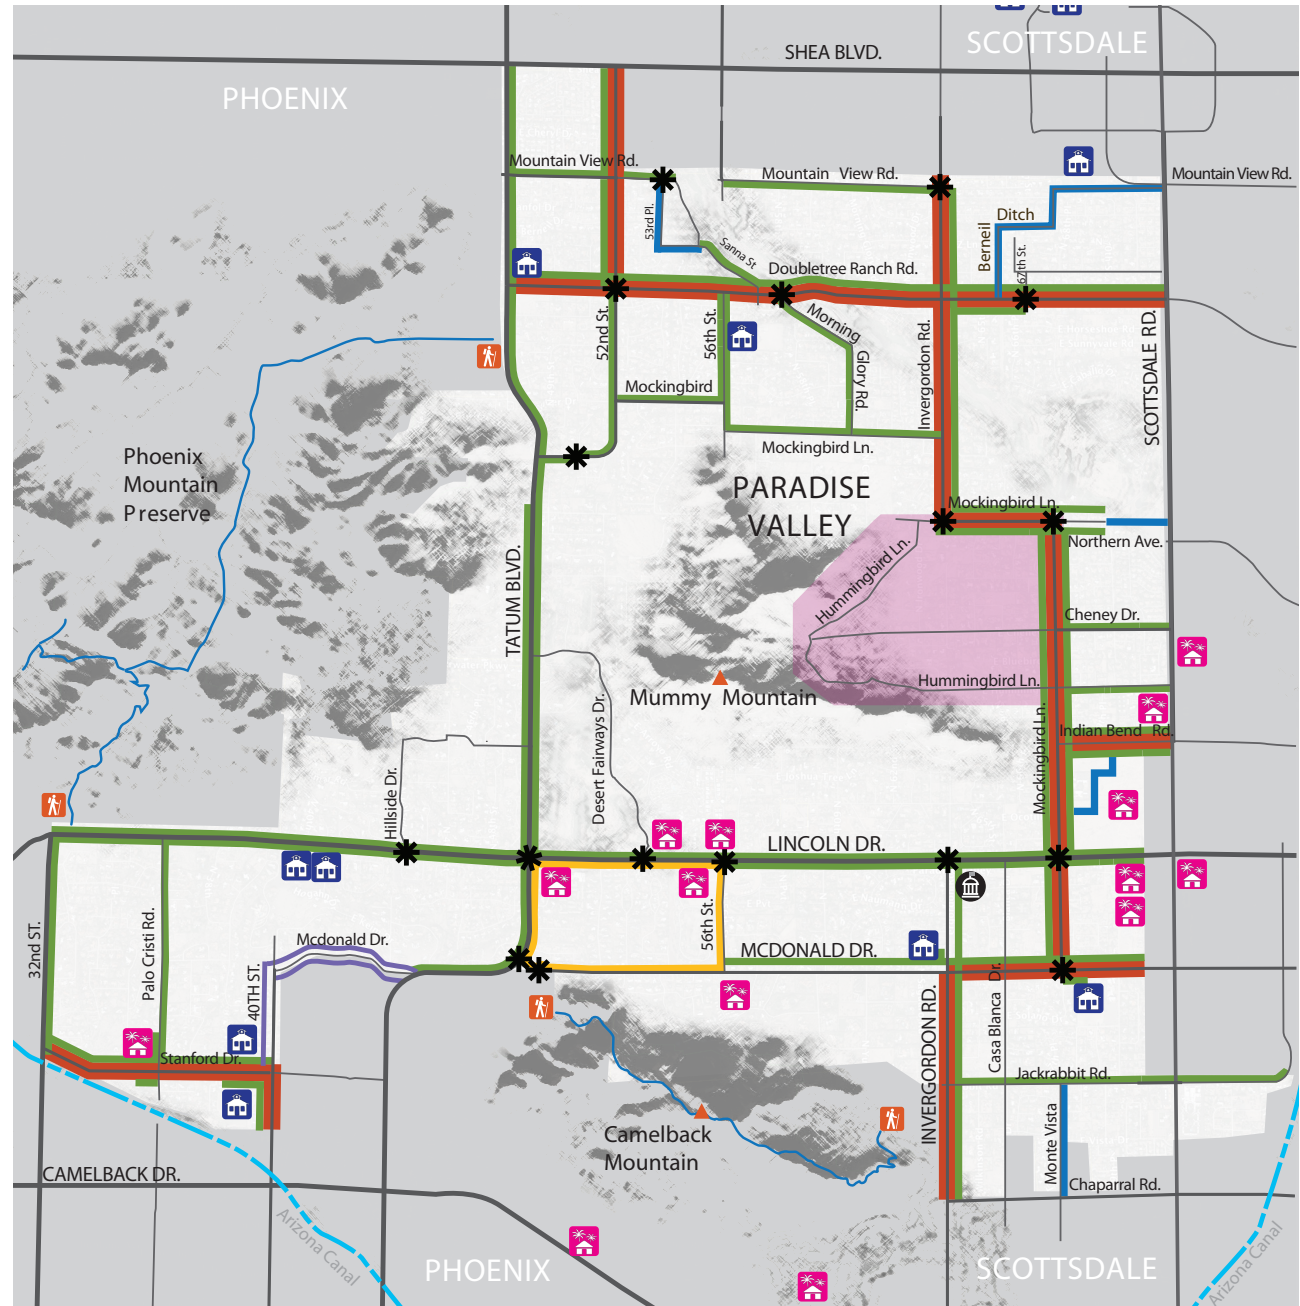 SCOTTSDALE
SHEA BLVD.
PHOENIX
Mountain View Rd.
Mountain View Rd.
Mountain View Rd.
53rd Pl.
Sanna St
Berneil
Ditch
67th St.
Doubletree Ranch Rd.
52nd St.
56th St.
Morning
Glory Rd.
Invergordon Rd.
SCOTTSDALE RD.
Mockingbird
Mockingbird Ln.
Phoenix
Mountain
Preserve
PARADISE
VALLEY
Mockingbird Ln.
Northern Ave.
TATUM BLVD.
Hummingbird Ln.
Cheney Dr.
Mummy Mountain
Hummingbird Ln.
Mockingbird Ln.
Indian Bend Rd.
Hillside Dr.
Desert Fairways Dr.
LINCOLN DR.
32nd ST.
Palo Cristi Rd.
Mcdonald Dr.
56th St.
MCDONALD DR.
40TH ST.
Stanford Dr.
INVERGORDON RD.
Casa Blanca Dr.
Jackrabbit Rd.
Camelback
Mountain
Monte Vista
Chaparral Rd.
CAMELBACK DR.
Arizona Canal
Arizona Canal
PHOENIX
SCOTTSDALE